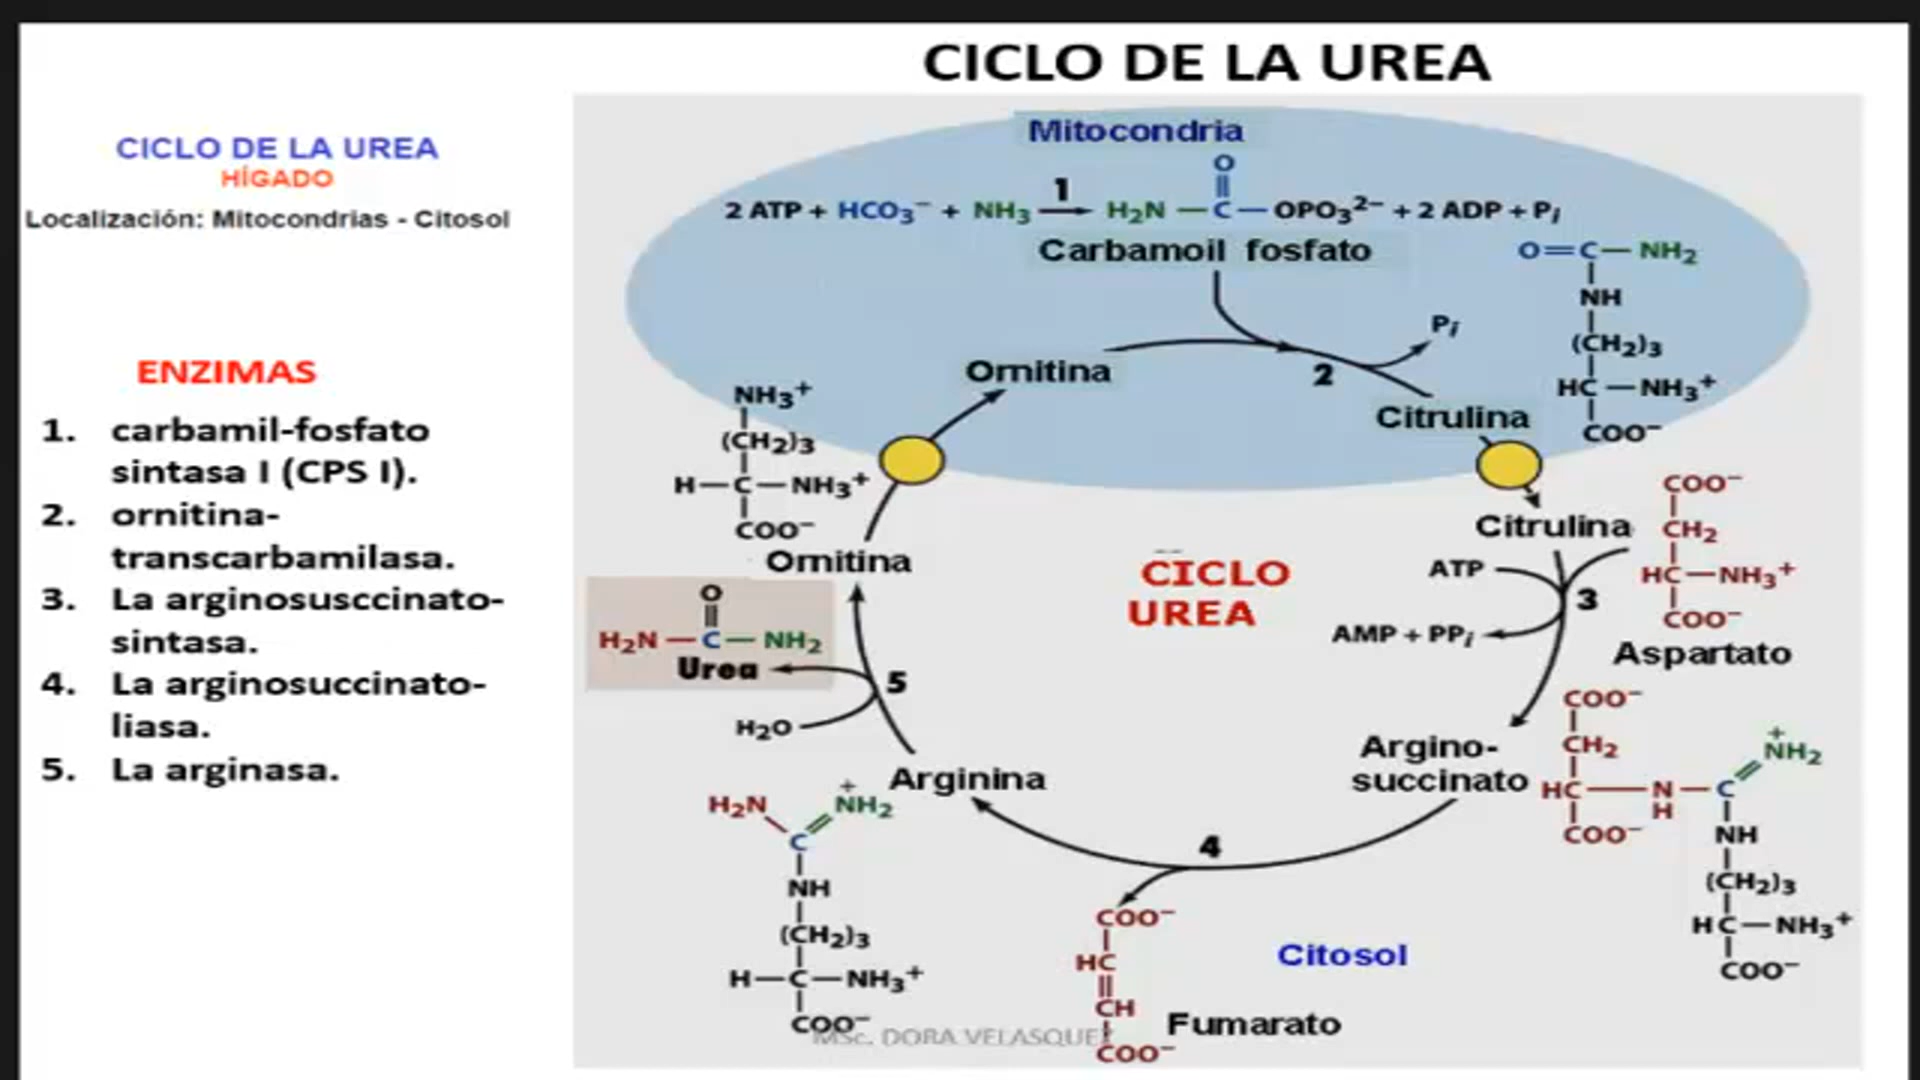 CICLO DE LA UREA
CICLO DE LA UREA
HÍGADO
Localización: Mitocondrias - Citosol
ENZIMAS
1. carbamil-fosfato
sintasa I (CPS I).
2. ornitina-
transcarbamilasa.
3. La arginosusccinato-
sintasa.
4. La arginosuccinato-
liasa.
5. La arginasa.
Mitocondria
O
1
2 ATP + HCO₃⁻ + NH₃ → H₂N — C — OPO₃²⁻ + 2 ADP + Pi
Carbamoil fosfato
O=C—NH₂
NH
(CH₂)₃
HC—NH₃⁺
COO⁻
Pi
Ornitina
2
Citrulina
NH₃⁺
(CH₂)₃
H—C—NH₃⁺
COO⁻
Ornitina
Citrulina
COO⁻
CH₂
HC—NH₃⁺
COO⁻
Aspartato
ATP
3
AMP + PPi
CICLO
UREA
O
H₂N—C—NH₂
Urea
5
H₂O
Arginina
Argino-
succinato
COO⁻
CH₂
HC—N—C
H
COO⁻
+
NH₂
NH
(CH₂)₃
HC—NH₃⁺
COO⁻
4
+
H₂N NH₂
C
NH
(CH₂)₃
H—C—NH₃⁺
COO⁻
COO⁻
HC
CH
COO⁻
Fumarato
Citosol
MSc. DORA VELASQUEZ